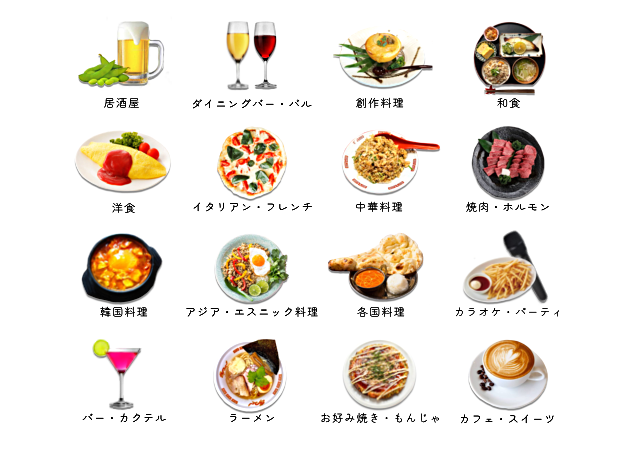 居酒屋
ダイニングバー・バル
創作料理
和食
洋食
イタリアン・フレンチ
中華料理
焼肉・ホルモン
韓国料理
アジア・エスニック料理
各国料理
カラオケ・パーティ
バー・カクテル
ラーメン
お好み焼き・もんじゃ
カフェ・スイーツ